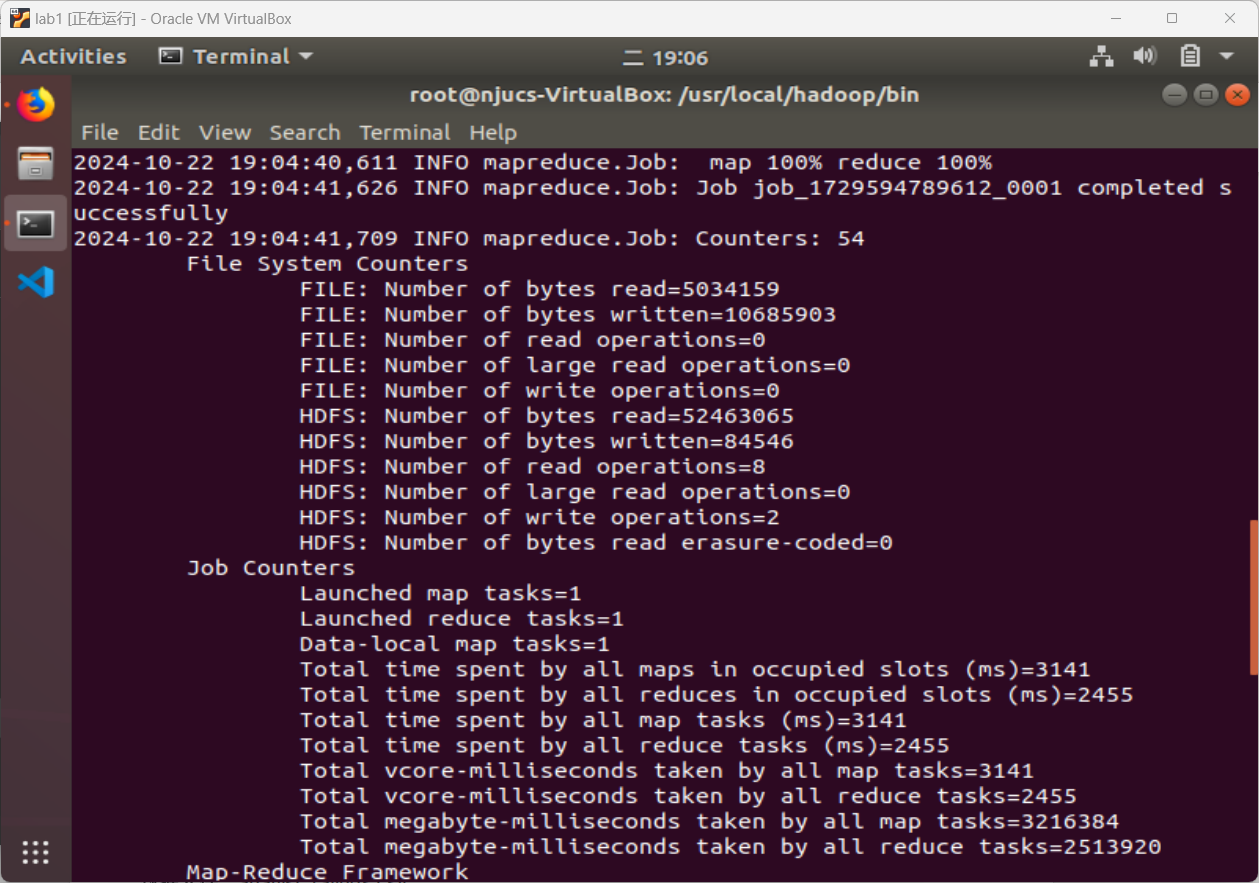 lab1 [正在运行] - Oracle VM VirtualBox
Activities Terminal 二 19:06
root@njucs-VirtualBox: /usr/local/hadoop/bin
File Edit View Search Terminal Help
2024-10-22 19:04:40,611 INFO mapreduce.Job:  map 100% reduce 100%
2024-10-22 19:04:41,626 INFO mapreduce.Job: Job job_1729594789612_0001 completed s
uccessfully
2024-10-22 19:04:41,709 INFO mapreduce.Job: Counters: 54
File System Counters
FILE: Number of bytes read=5034159
FILE: Number of bytes written=10685903
FILE: Number of read operations=0
FILE: Number of large read operations=0
FILE: Number of write operations=0
HDFS: Number of bytes read=52463065
HDFS: Number of bytes written=84546
HDFS: Number of read operations=8
HDFS: Number of large read operations=0
HDFS: Number of write operations=2
HDFS: Number of bytes read erasure-coded=0
Job Counters
Launched map tasks=1
Launched reduce tasks=1
Data-local map tasks=1
Total time spent by all maps in occupied slots (ms)=3141
Total time spent by all reduces in occupied slots (ms)=2455
Total time spent by all map tasks (ms)=3141
Total time spent by all reduce tasks (ms)=2455
Total vcore-milliseconds taken by all map tasks=3141
Total vcore-milliseconds taken by all reduce tasks=2455
Total megabyte-milliseconds taken by all map tasks=3216384
Total megabyte-milliseconds taken by all reduce tasks=2513920
Map-Reduce Framework